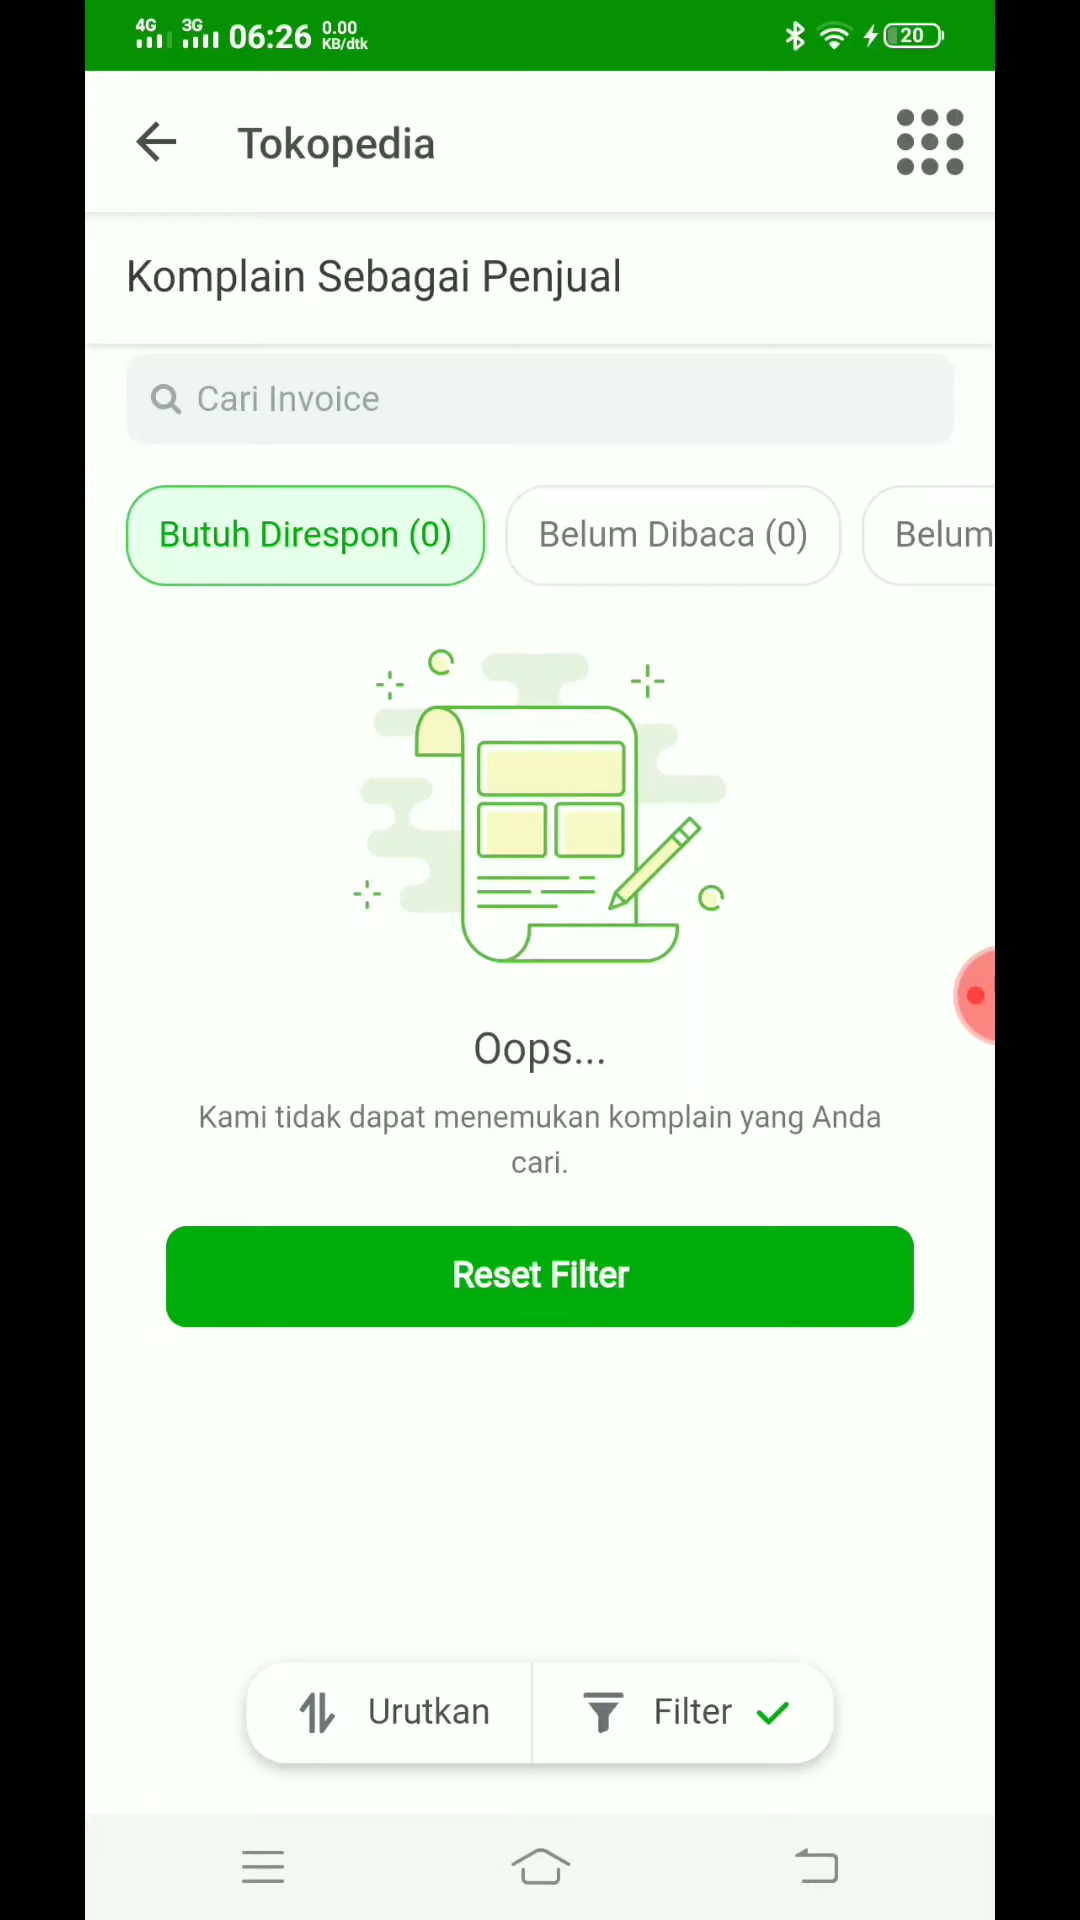 4G 3G 06:26 0.00 KB/dtk 20
Tokopedia
Komplain Sebagai Penjual
Cari Invoice
Butuh Direspon (0) Belum Dibaca (0) Belum
Oops...
Kami tidak dapat menemukan komplain yang Anda
cari.
Reset Filter
Urutkan Filter